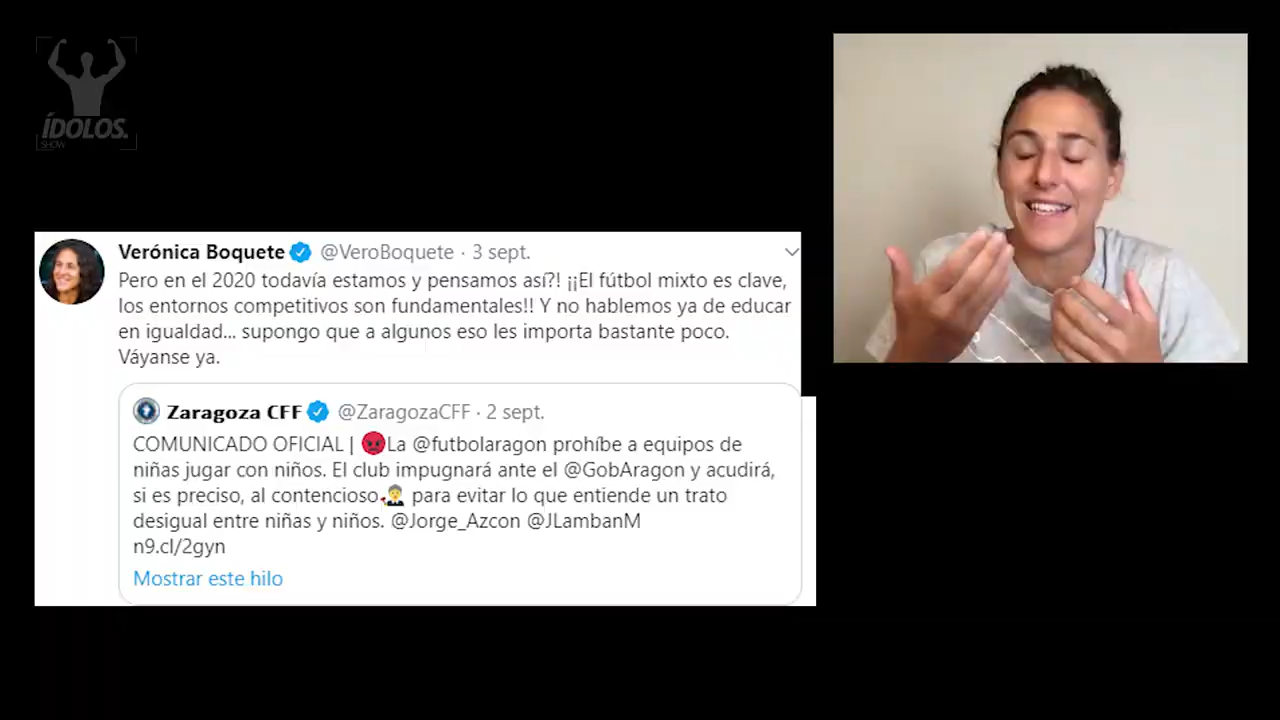 ÍDOLOS.
SHOW
Verónica Boquete @VeroBoquete · 3 sept.
Pero en el 2020 todavía estamos y pensamos así?! ¡¡El fútbol mixto es clave,
los entornos competitivos son fundamentales!! Y no hablemos ya de educar
en igualdad... supongo que a algunos eso les importa bastante poco.
Váyanse ya.
Zaragoza CFF @ZaragozaCFF · 2 sept.
COMUNICADO OFICIAL | 😡La @futbolaragon prohíbe a equipos de
niñas jugar con niños. El club impugnará ante el @GobAragon y acudirá,
si es preciso, al contencioso👨‍⚖️ para evitar lo que entiende un trato
desigual entre niñas y niños. @Jorge_Azcon @JLambanM
n9.cl/2gyn
Mostrar este hilo